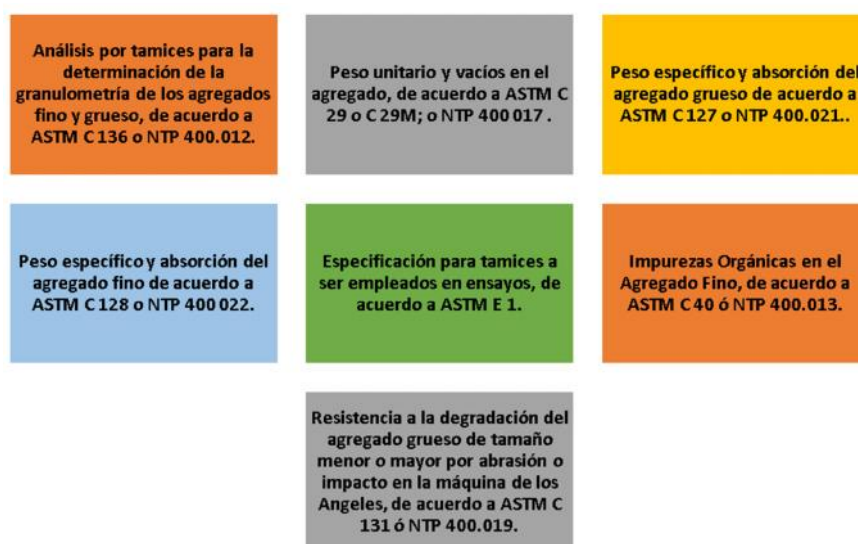 Análisis por tamices para la
determinación de la
granulometría de los agregados
fino y grueso, de acuerdo a
ASTM C 136 o NTP 400.012.
Peso unitario y vacíos en el
agregado, de acuerdo a ASTM C
29 o C 29M; o NTP 400 017 .
Peso específico y absorción del
agregado grueso de acuerdo a
ASTM C 127 o NTP 400.021..
Peso específico y absorción del
agregado fino de acuerdo a
ASTM C 128 o NTP 400 022.
Especificación para tamices a
ser empleados en ensayos, de
acuerdo a ASTM E 1.
Impurezas Orgánicas en el
Agregado Fino, de acuerdo a
ASTM C 40 ó NTP 400.013.
Resistencia a la degradación del
agregado grueso de tamaño
menor o mayor por abrasión o
impacto en la máquina de los
Angeles, de acuerdo a ASTM C
131 ó NTP 400.019.